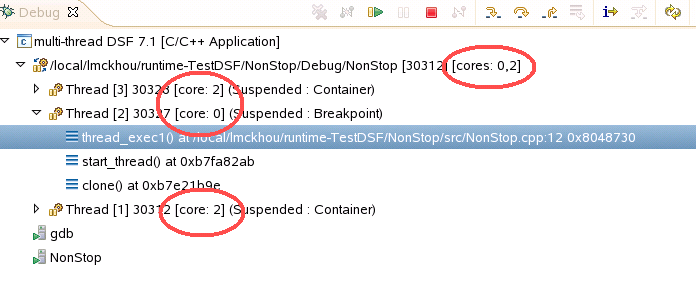 Debug
multi-thread DSF 7.1 [C/C++ Application]
/local/lmckhou/runtime-TestDSF/NonStop/Debug/NonStop [30312] [cores: 0,2]
Thread [3] 30328 [core: 2] (Suspended : Container)
Thread [2] 30327 [core: 0] (Suspended : Breakpoint)
thread_exec1() at /local/lmckhou/runtime-TestDSF/NonStop/src/NonStop.cpp:12 0x8048730
start_thread() at 0xb7fa82ab
clone() at 0xb7e21b9e
Thread [1] 30312 [core: 2] (Suspended : Container)
gdb
NonStop